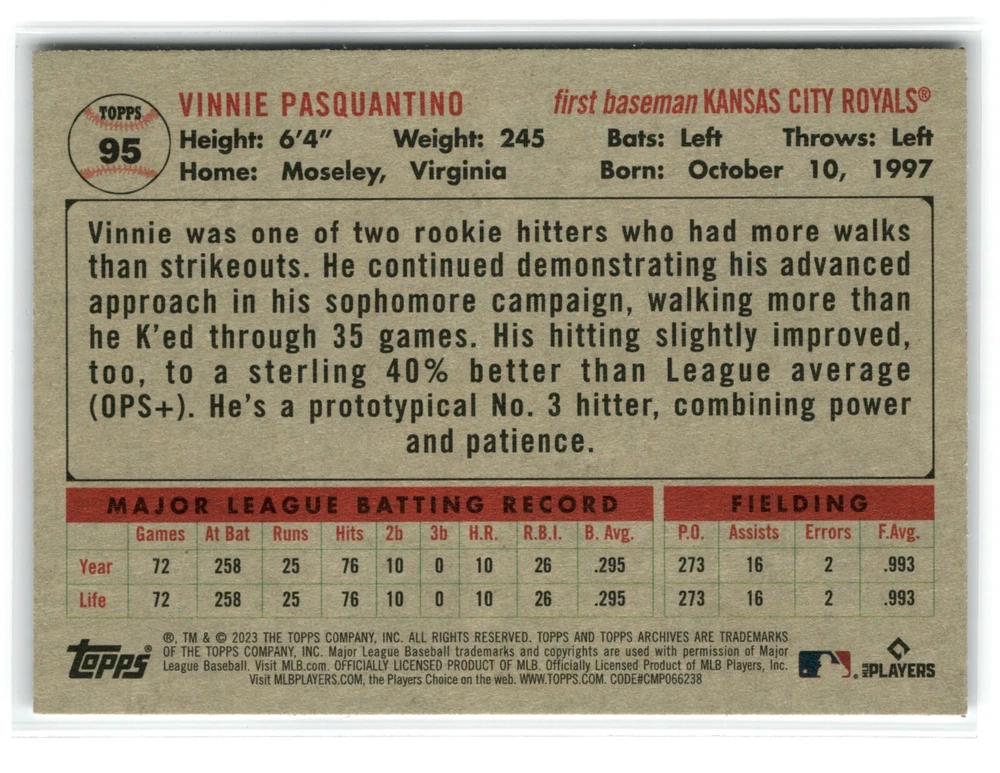 TOPPS
95
VINNIE PASQUANTINO first baseman KANSAS CITY ROYALS®
Height: 6'4" Weight: 245 Bats: Left Throws: Left
Home: Moseley, Virginia Born: October 10, 1997
Vinnie was one of two rookie hitters who had more walks
than strikeouts. He continued demonstrating his advanced
approach in his sophomore campaign, walking more than
he K'ed through 35 games. His hitting slightly improved,
too, to a sterling 40% better than League average
(OPS+). He's a prototypical No. 3 hitter, combining power
and patience.
MAJOR LEAGUE BATTING RECORD FIELDING
Games At Bat Runs Hits 2b 3b H.R. R.B.I. B. Avg. P.O. Assists Errors F.Avg.
Year 72 258 25 76 10 0 10 26 .295 273 16 2 .993
Life 72 258 25 76 10 0 10 26 .295 273 16 2 .993
topps®
®, TM & © 2023 THE TOPPS COMPANY, INC. ALL RIGHTS RESERVED. TOPPS AND TOPPS ARCHIVES ARE TRADEMARKS
OF THE TOPPS COMPANY, INC. Major League Baseball trademarks and copyrights are used with permission of Major
League Baseball. Visit MLB.com. OFFICIALLY LICENSED PRODUCT OF MLB. Officially Licensed Product of MLB Players, Inc.
Visit MLBPLAYERS.COM, the Players Choice on the web. WWW.TOPPS.COM. CODE#CMP066238
MLB PLAYERS